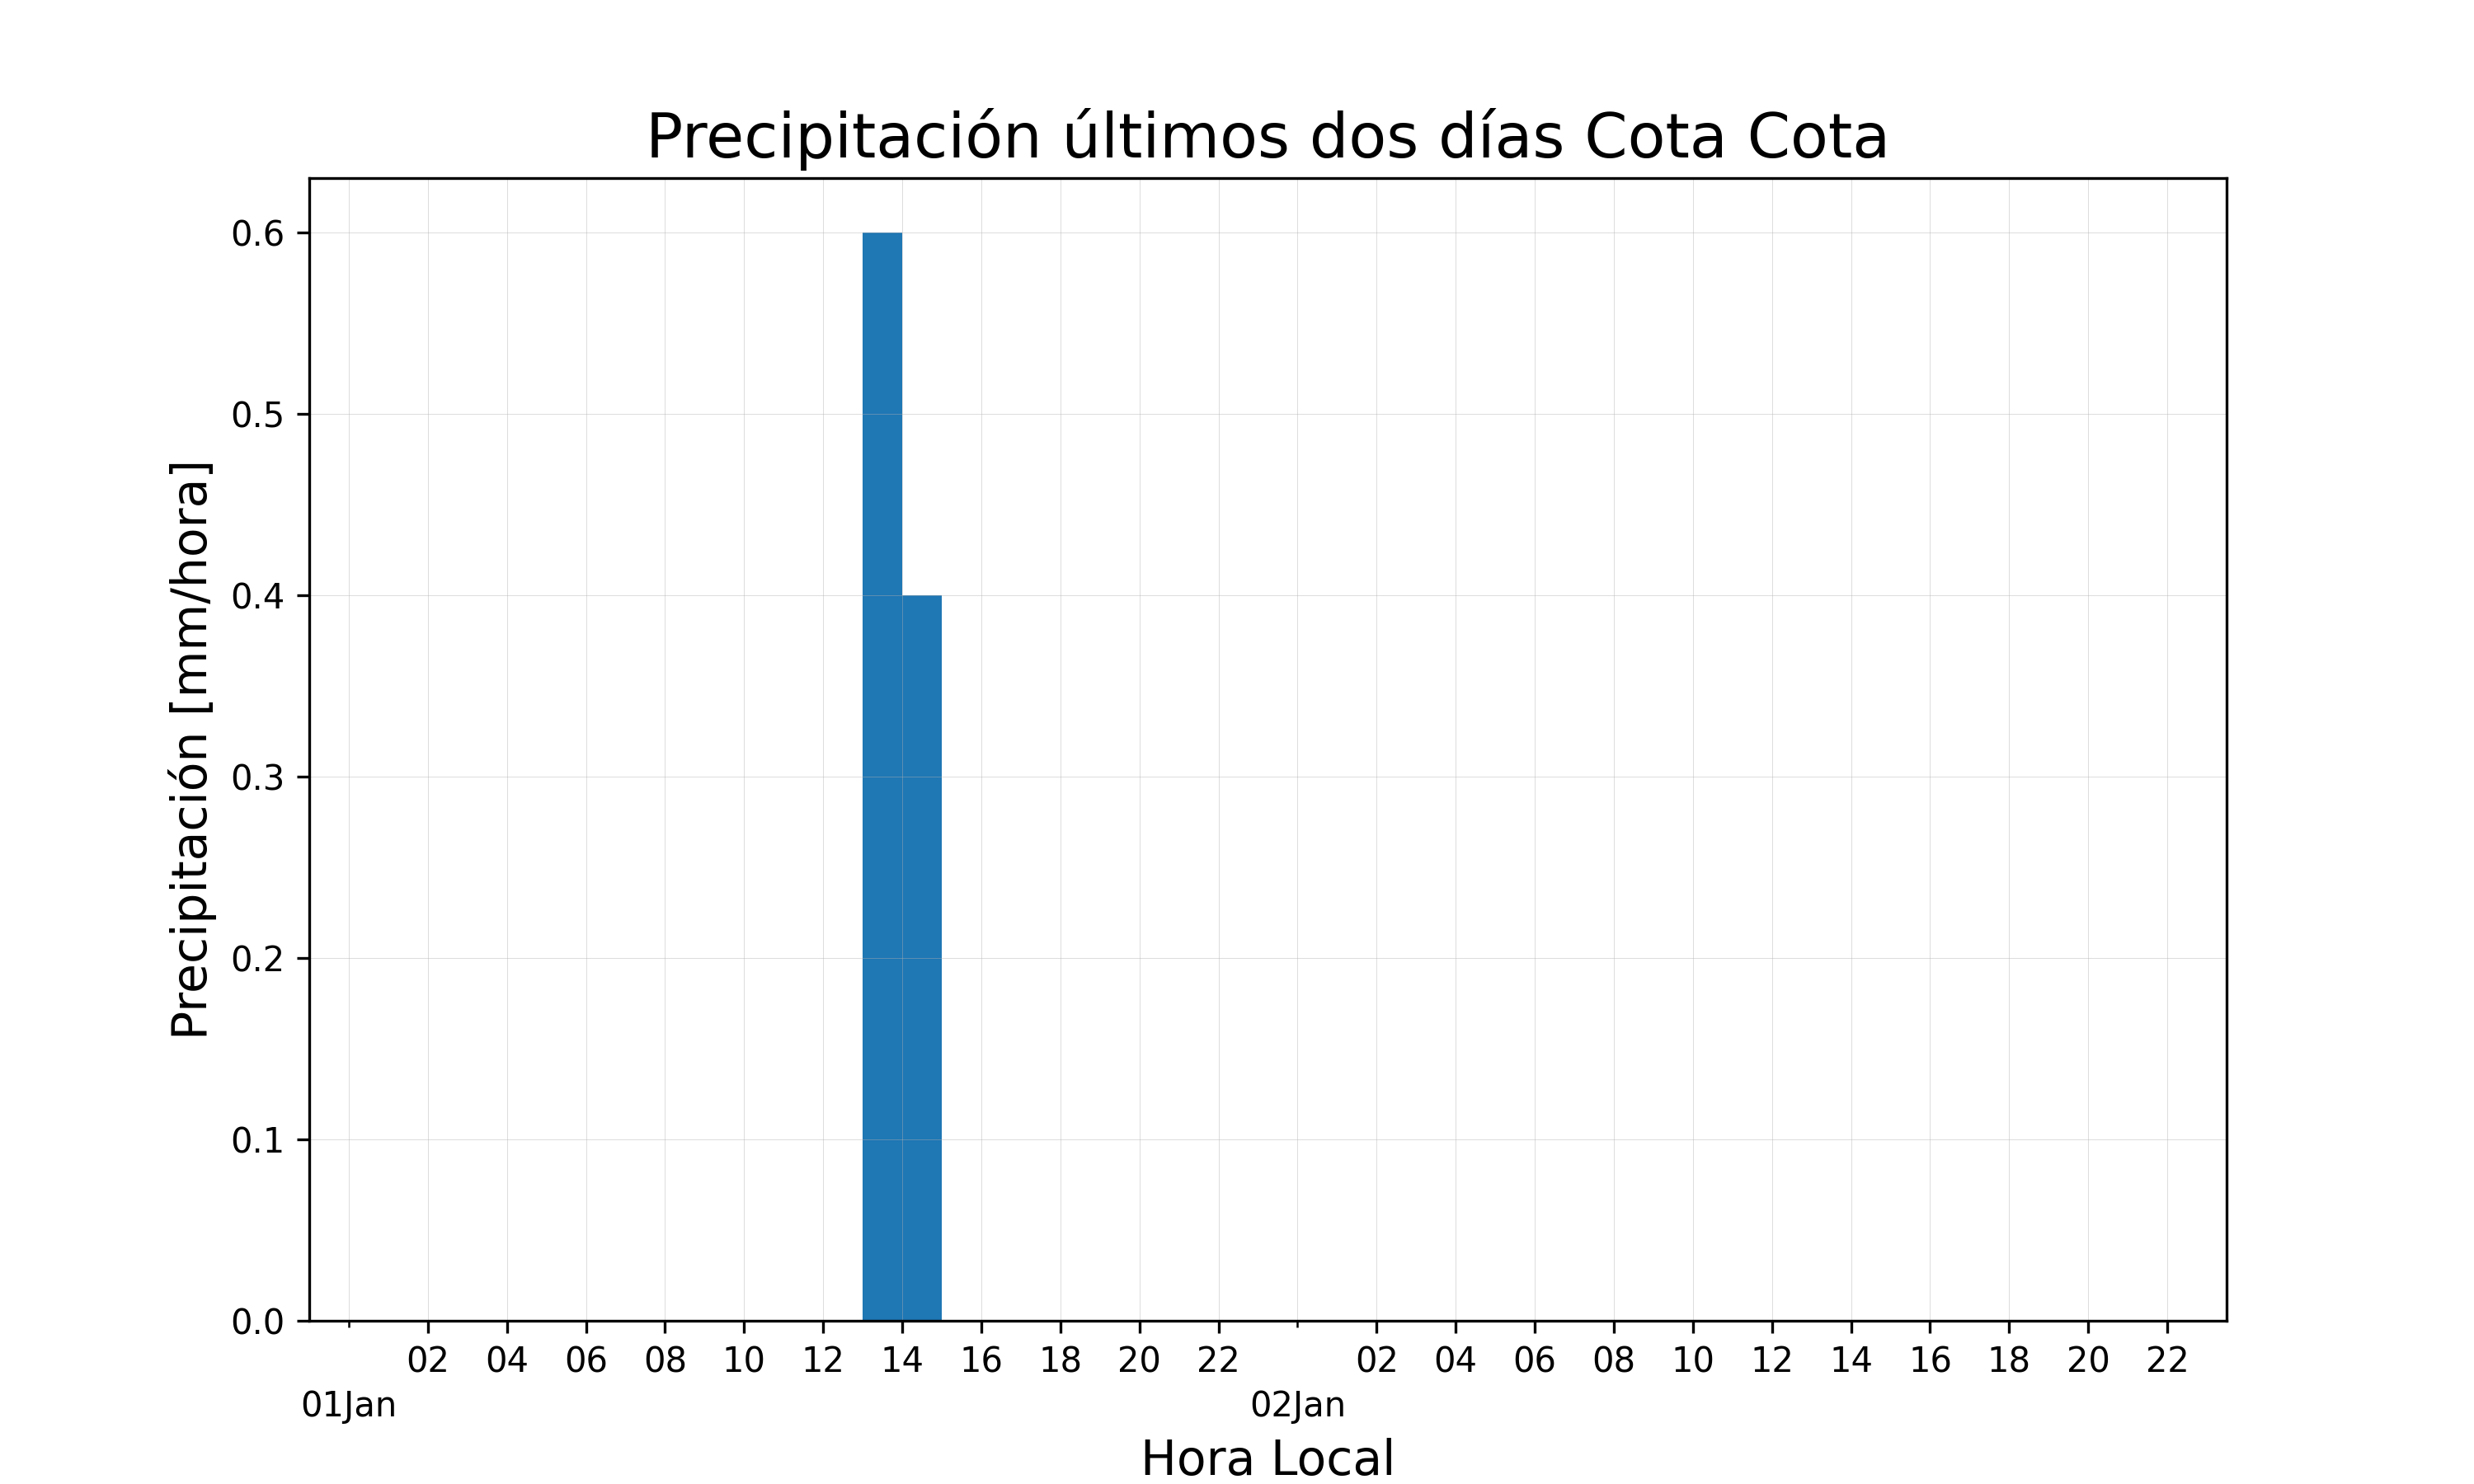 Precipitación últimos dos días Cota Cota
Precipitación [mm/hora]
0.6
0.5
0.4
0.3
0.2
0.1
0.0
02 04 06 08 10 12 14 16 18 20 22 02 04 06 08 10 12 14 16 18 20 22
01Jan 02Jan
Hora Local